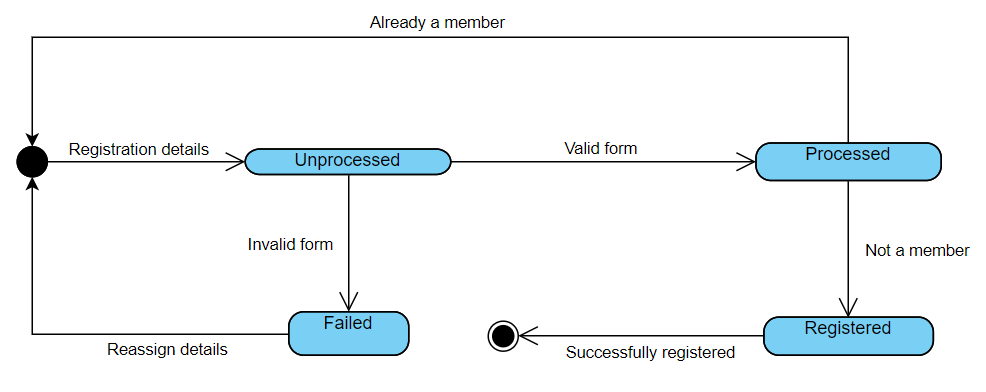 Already a member
Registration details
Unprocessed
Valid form
Processed
Invalid form
Not a member
Failed
Registered
Reassign details
Successfully registered